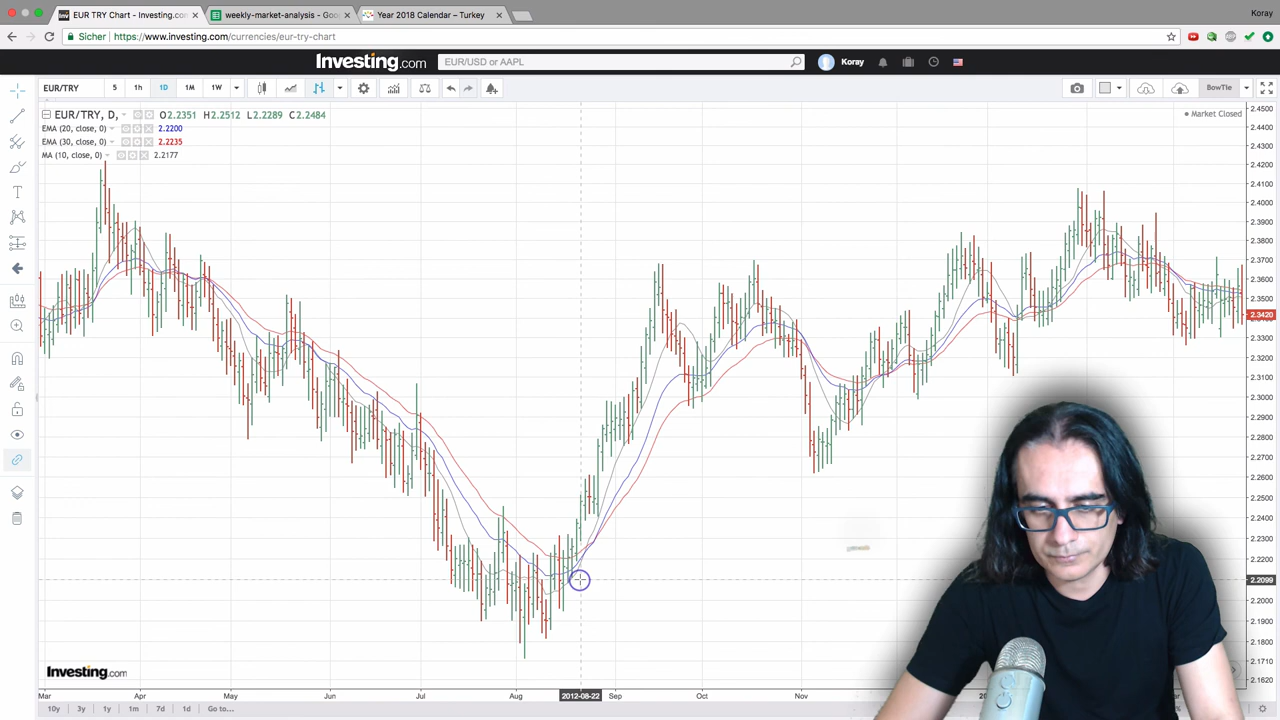 EUR TRY Chart - Investing.com
weekly-market-analysis - Goo
Year 2018 Calendar – Turkey
Koray
Sicher
https://www.investing.com/currencies/eur-try-chart
Investing.com
EUR/USD or AAPL
Koray
EUR/TRY
5
1h
1D
1M
1W
BowTie
EUR/TRY, D,
O2.2351 H2.2512 L2.2289 C2.2484
Market Closed
EMA (20, close, 0) 2.2200
EMA (30, close, 0) 2.2235
MA (10, close, 0) 2.2177
2.4500
2.4400
2.4300
2.4200
2.4100
2.4000
2.3900
2.3800
2.3700
2.3600
2.3500
2.3420
2.3300
2.3200
2.3100
2.3000
2.2900
2.2800
2.2700
2.2600
2.2500
2.2400
2.2300
2.2200
2.2099
2.2000
2.1900
2.1800
2.1710
2.1620
Investing.com
Mar
Apr
May
Jun
Jul
Aug
2012-08-22
Sep
Oct
Nov
Mar
10y
3y
1y
1m
7d
1d
Go to...